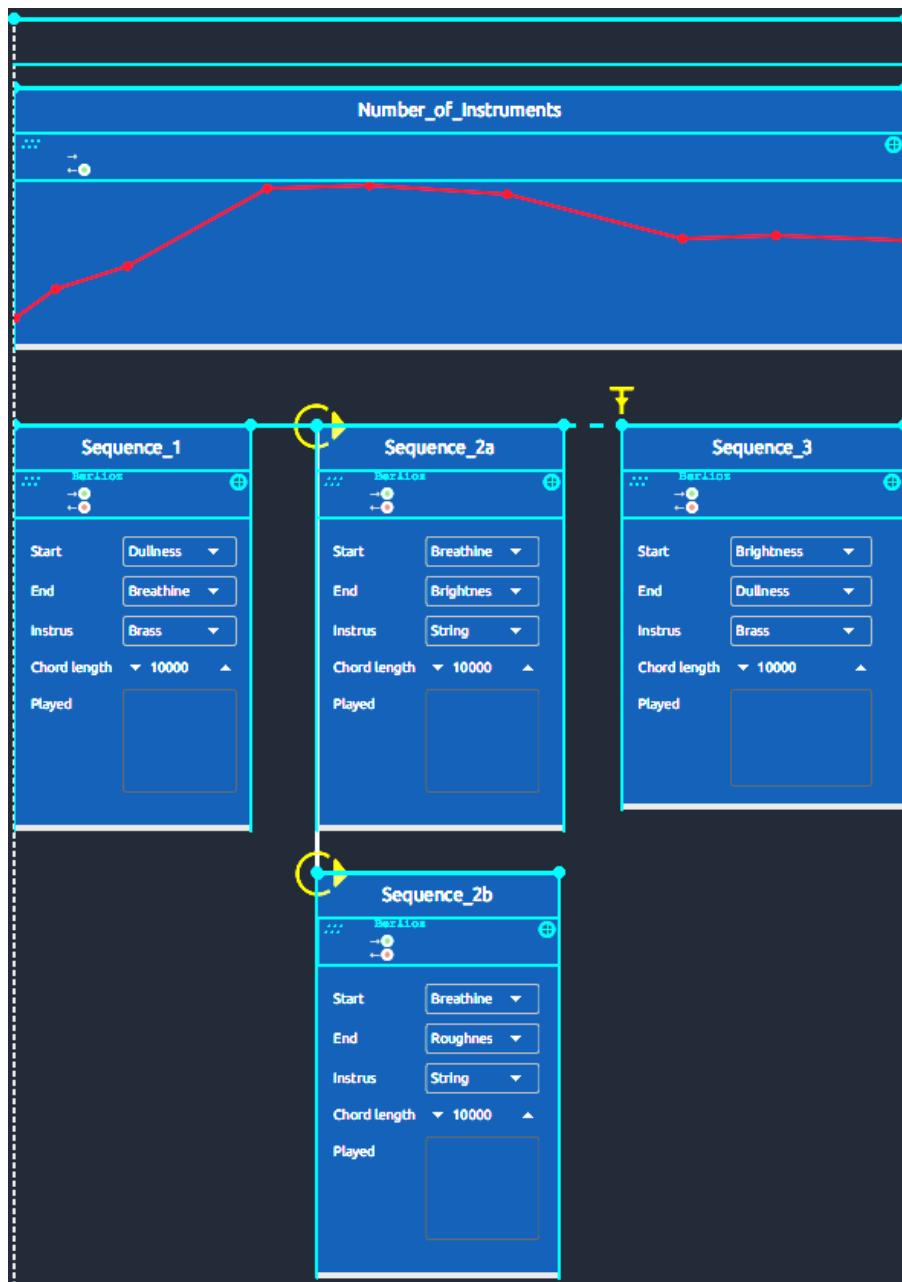 Number_of_Instruments
Sequence_1
Berlioz
Start Dullness
End Breathine
Instrus Brass
Chord length 10000
Played
Sequence_2a
Berlioz
Start Breathine
End Brightnes
Instrus String
Chord length 10000
Played
Sequence_3
Berlioz
Start Brightness
End Dullness
Instrus Brass
Chord length 10000
Played
Sequence_2b
Berlioz
Start Breathine
End Roughnes
Instrus String
Chord length 10000
Played